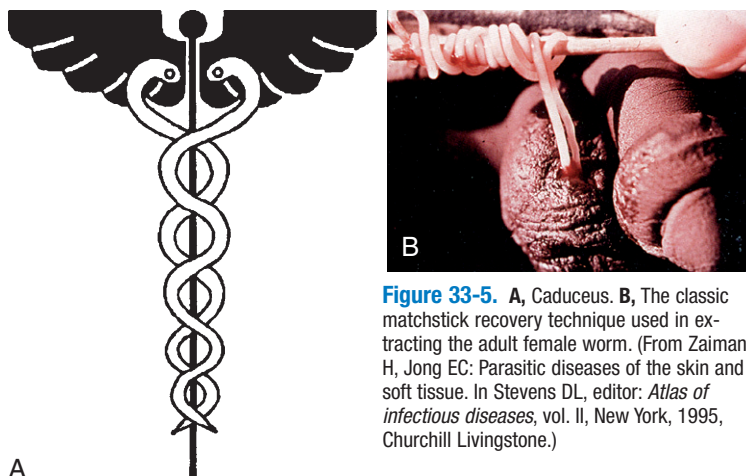 A
B
Figure 33-5. A, Caduceus. B, The classic
matchstick recovery technique used in ex-
tracting the adult female worm. (From Zaiman
H, Jong EC: Parasitic diseases of the skin and
soft tissue. In Stevens DL, editor: Atlas of
infectious diseases, vol. II, New York, 1995,
Churchill Livingstone.)